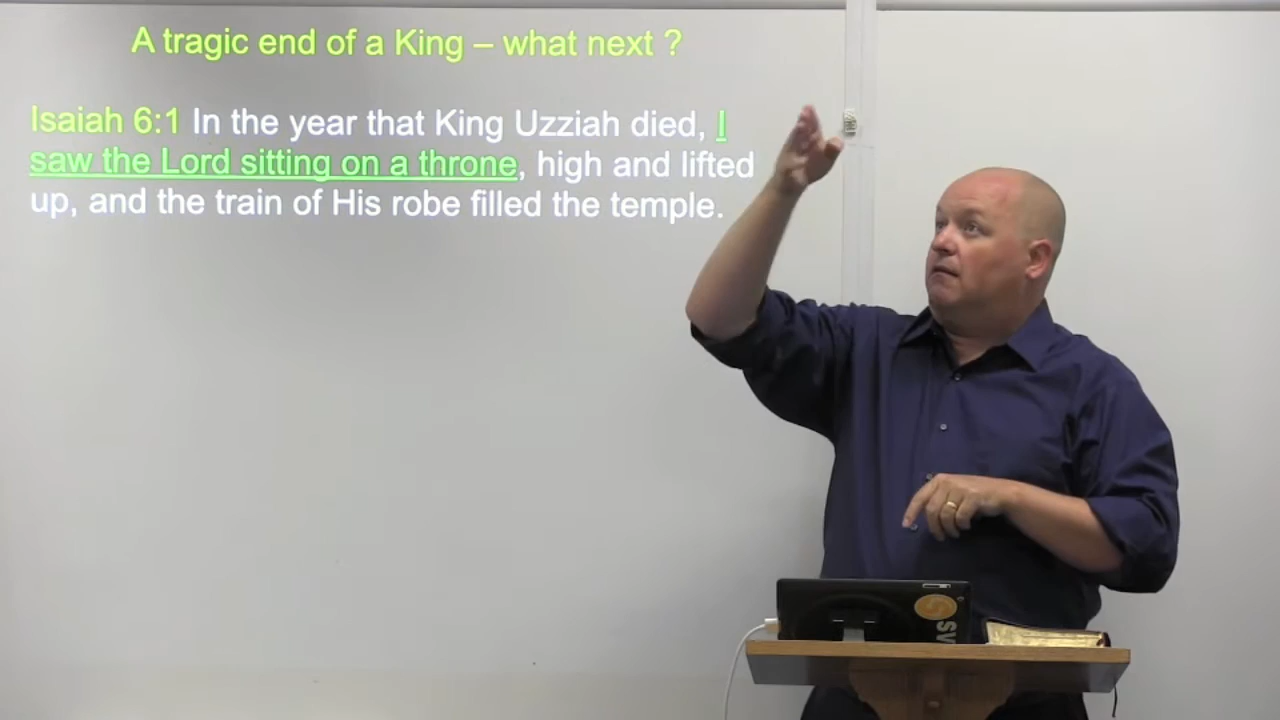 A tragic end of a King – what next ?
Isaiah 6:1 In the year that King Uzziah died, I
saw the Lord sitting on a throne, high and lifted
up, and the train of His robe filled the temple.
SV